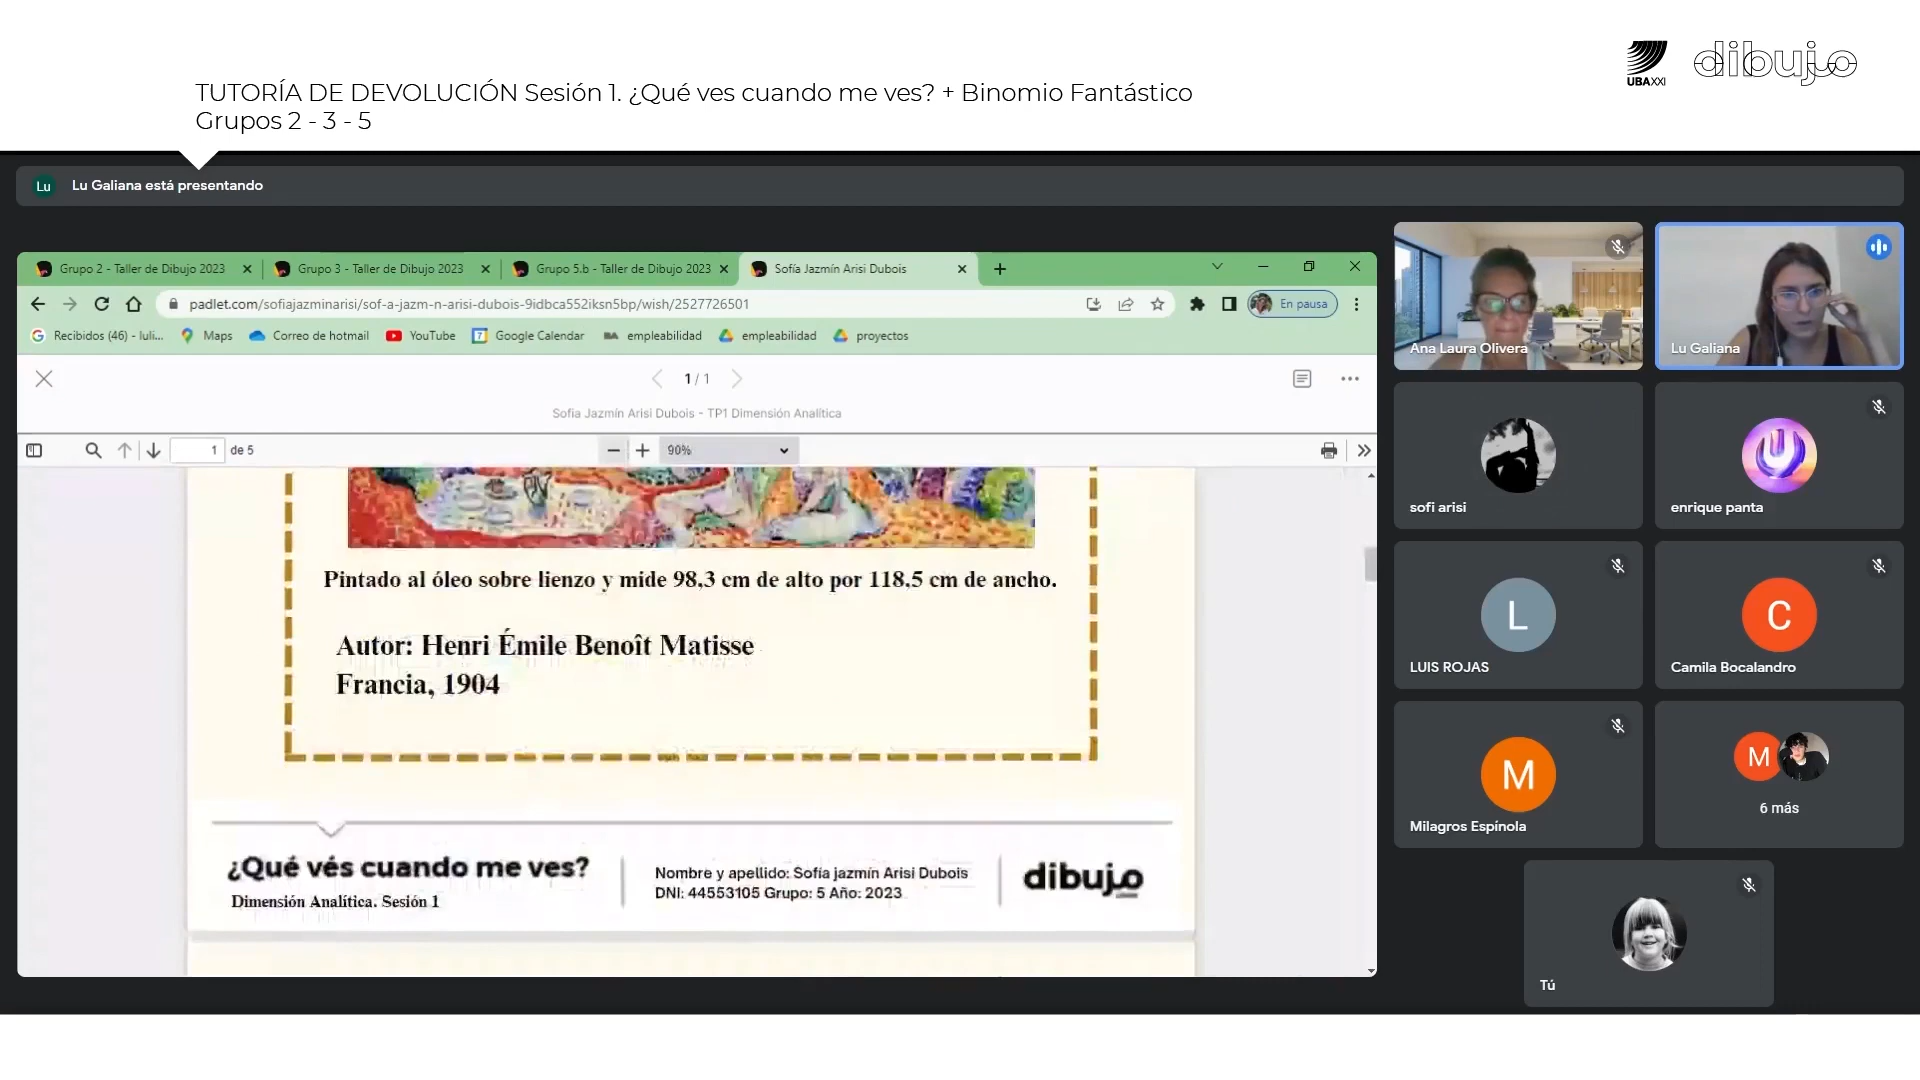 TUTORÍA DE DEVOLUCIÓN Sesión 1. ¿Qué ves cuando me ves? + Binomio Fantástico
Grupos 2 - 3 - 5
UBAXXI
dibujo
Lu
Lu Galiana está presentando
Grupo 2 - Taller de Dibujo 2023
Grupo 3 - Taller de Dibujo 2023
Grupo 5.b - Taller de Dibujo 2023
Sofía Jazmín Arisi Dubois
padlet.com/sofiajazminarisi/sof-a-jazm-n-arisi-dubois-9idbca552iksn5bp/wish/2527726501
En pausa
Recibidos (46) - luli...
Maps
Correo de hotmail
YouTube
Google Calendar
empleabilidad
empleabilidad
proyectos
1 / 1
Sofía Jazmín Arisi Dubois - TP1 Dimensión Analítica
1 de 5
90%
Pintado al óleo sobre lienzo y mide 98,3 cm de alto por 118,5 cm de ancho.
Autor: Henri Émile Benoît Matisse
Francia, 1904
¿Qué vés cuando me ves?
Dimensión Analítica. Sesión 1
Nombre y apellido: Sofía jazmín Arisi Dubois
DNI: 44553105 Grupo: 5 Año: 2023
dibujo
Ana Laura Olivera
Lu Galiana
sofi arisi
enrique panta
L
LUIS ROJAS
C
Camila Bocalandro
M
Milagros Espínola
M
6 más
Tú